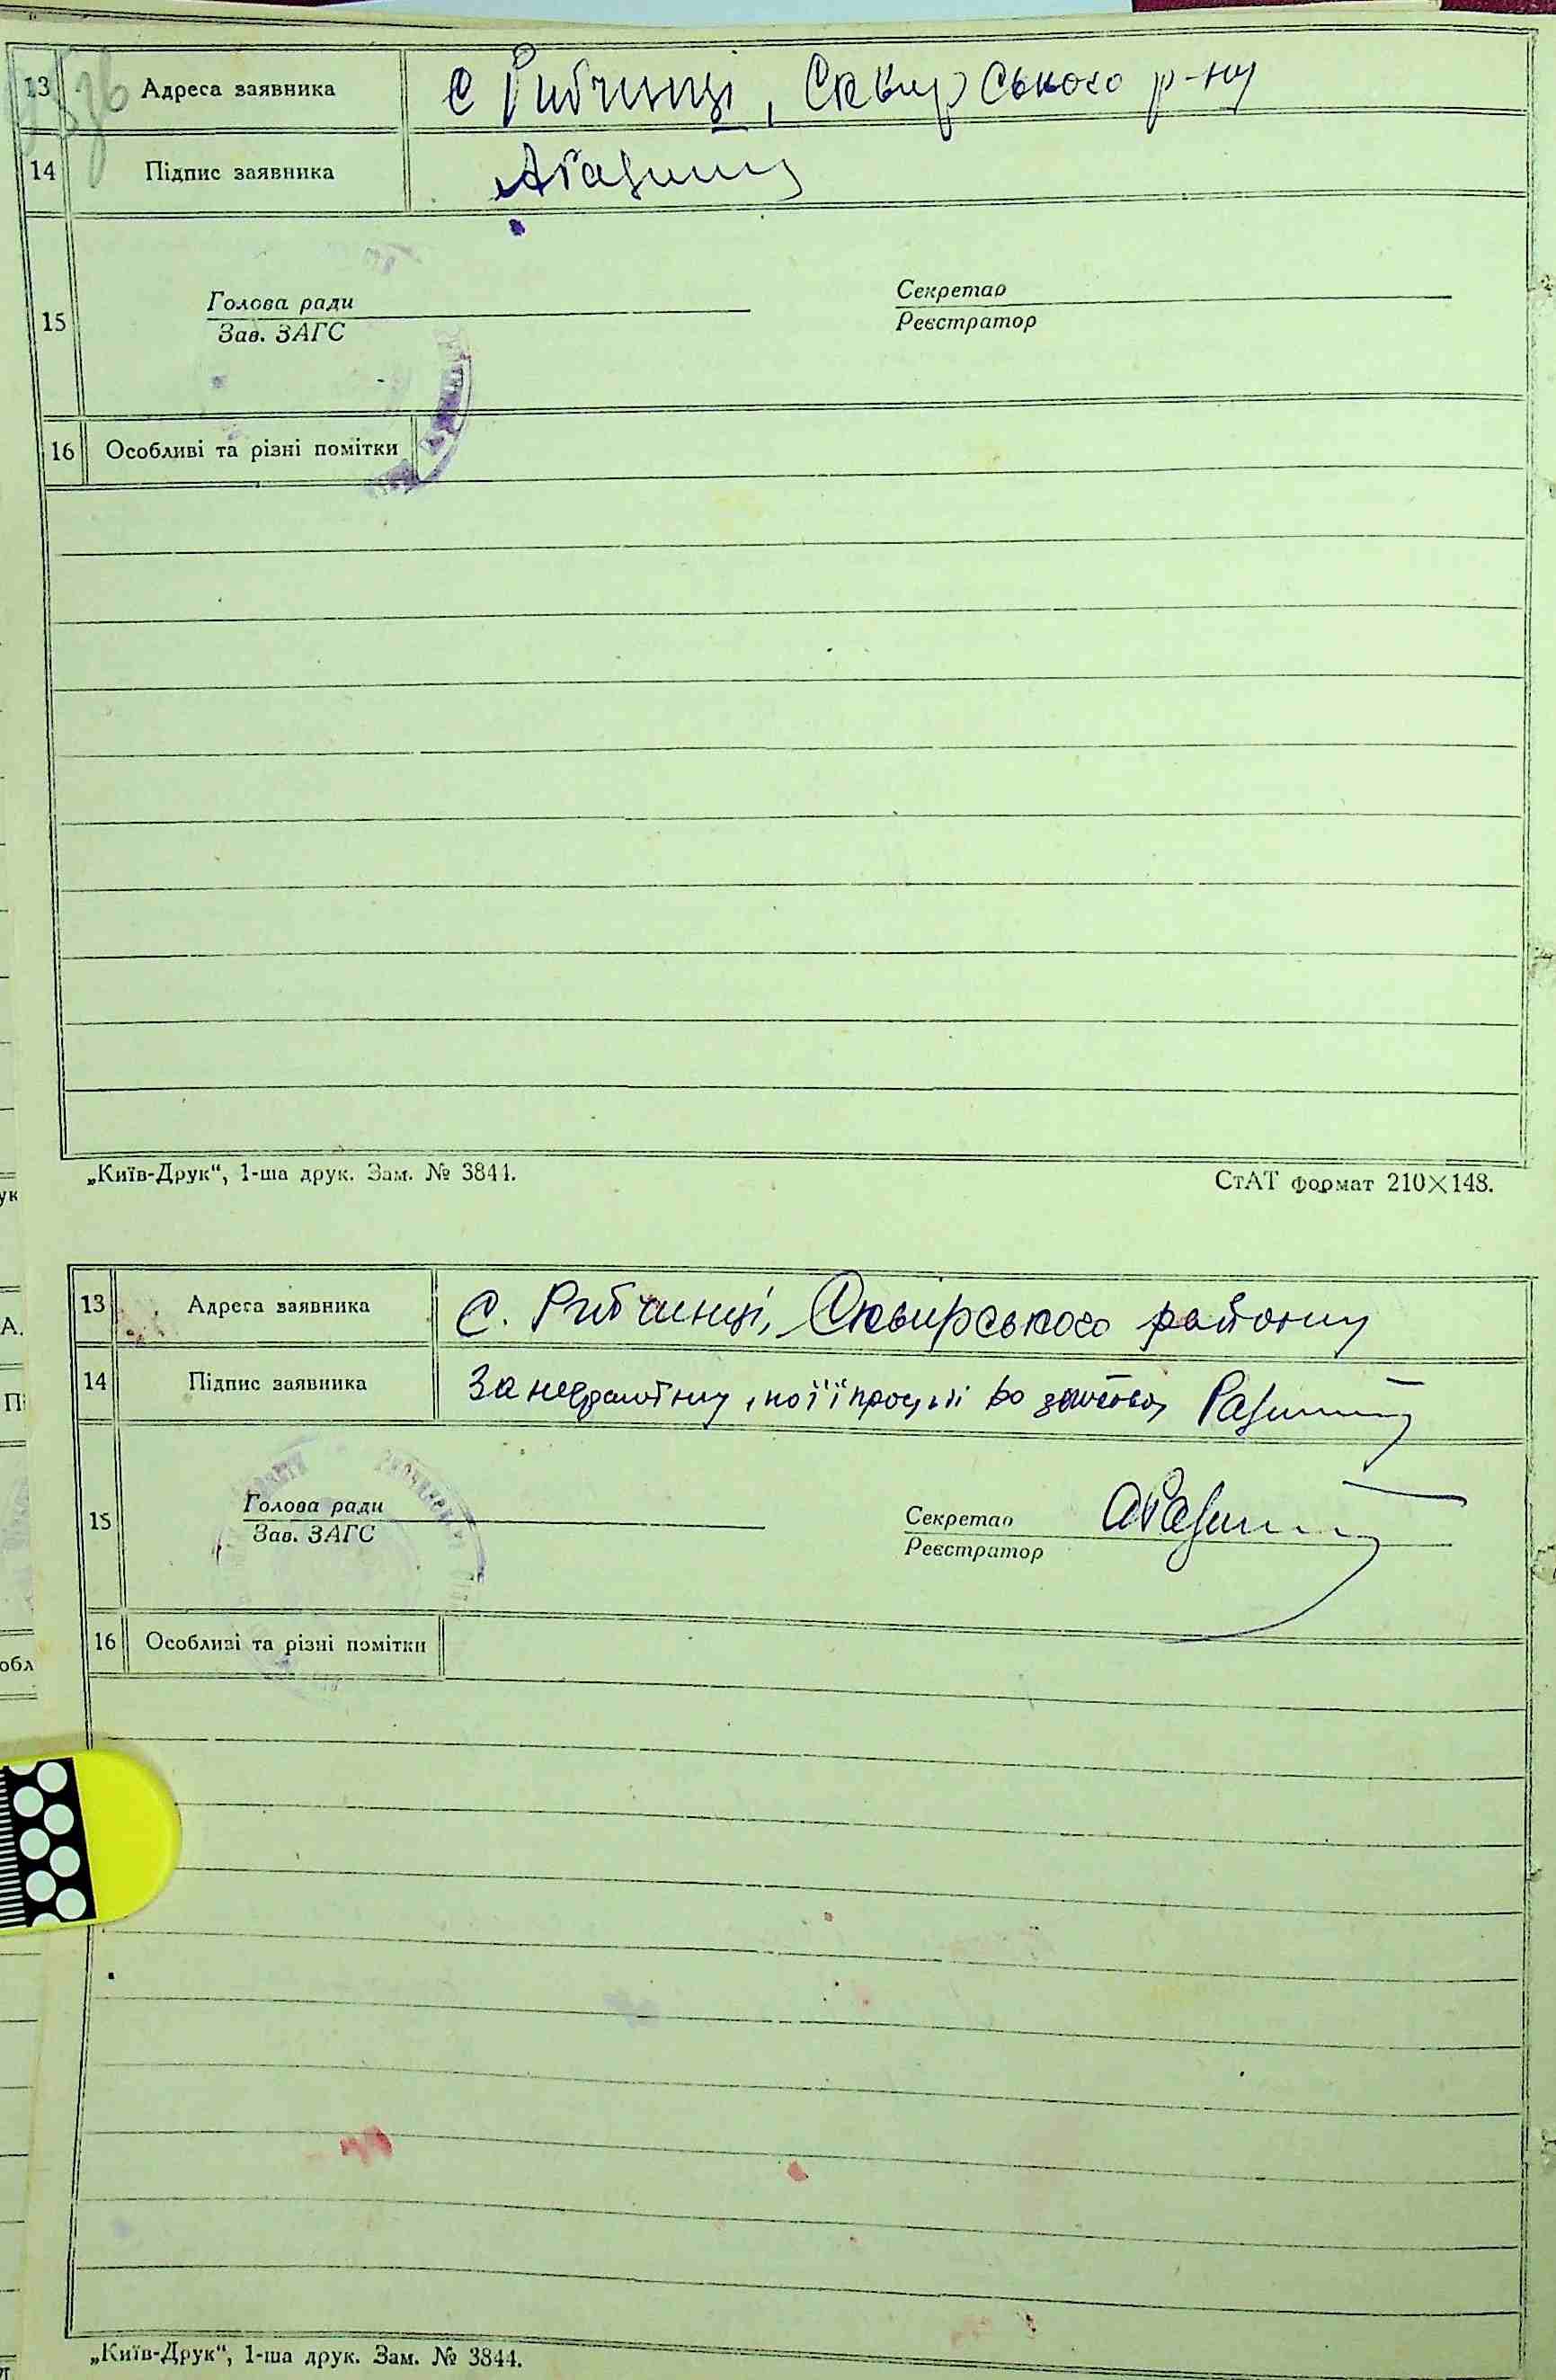 13 Адреса заявника с Рибчинці, Сквирського р-ну
14 Підпис заявника
15 Голова ради Секретар
Зав. ЗАГС Реєстратор
16 Особливі та різні помітки
„Київ-Друк“, 1-ша друк. Зам. № 3844. СтАТ формат 210×148.
13 Адреса заявника с. Рибчинці, Сквирського району
14 Підпис заявника За неграмотну, по її просьбі
15 Голова ради Секретар
Зав. ЗАГС Реєстратор
16 Особливі та різні помітки
„Київ-Друк“, 1-ша друк. Зам. № 3844.